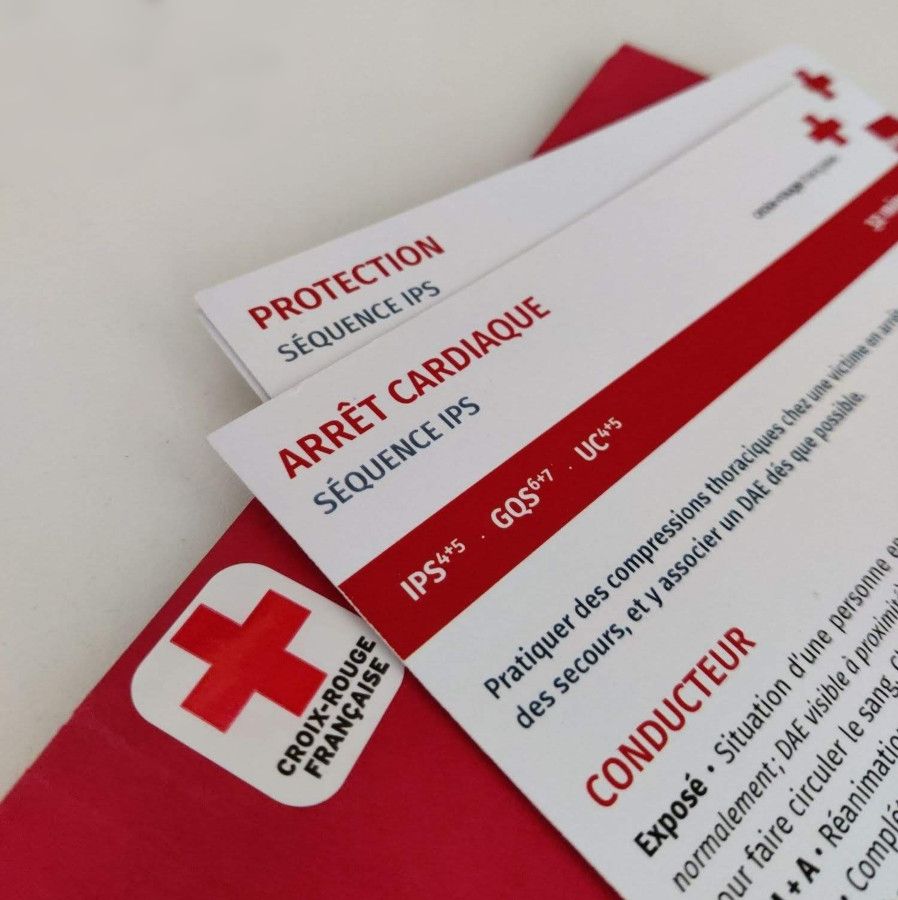 PROTECTION
SÉQUENCE IPS
ARRÊT CARDIAQUE
SÉQUENCE IPS
IPS4+5 . GQS6+7 . UC4+5
Pratiquer des compressions thoraciques chez une victime en
des secours, et y associer un DAE dès que possible.
CONDUCTEUR
Exposé • Situation d'une personne
normalement ; DAE visible à
pour faire circuler le sang,
+ A • Réanimation
CROIX-ROUGE
FRANÇAISE